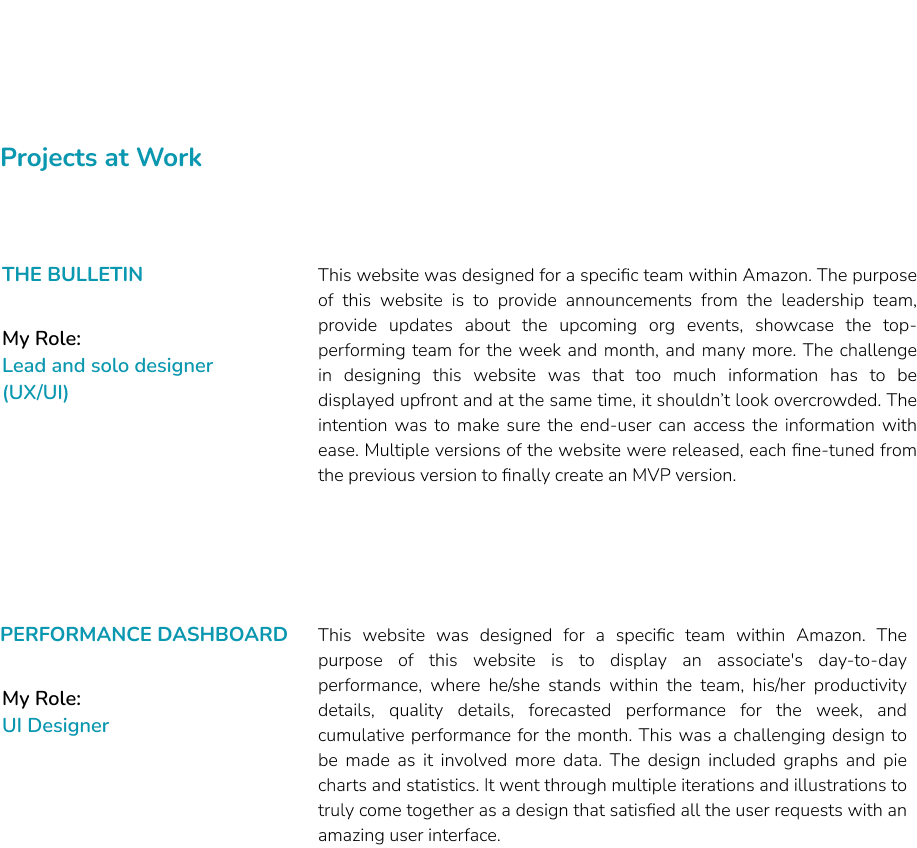 Projects at Work
THE BULLETIN
My Role:
Lead and solo designer
(UX/UI)
This website was designed for a specific team within Amazon. The purpose
of this website is to provide announcements from the leadership team,
provide updates about the upcoming org events, showcase the top-
performing team for the week and month, and many more. The challenge
in designing this website was that too much information has to be
displayed upfront and at the same time, it shouldn’t look overcrowded. The
intention was to make sure the end-user can access the information with
ease. Multiple versions of the website were released, each fine-tuned from
the previous version to finally create an MVP version.
PERFORMANCE DASHBOARD
My Role:
UI Designer
This website was designed for a specific team within Amazon. The
purpose of this website is to display an associate's day-to-day
performance, where he/she stands within the team, his/her productivity
details, quality details, forecasted performance for the week, and
cumulative performance for the month. This was a challenging design to
be made as it involved more data. The design included graphs and pie
charts and statistics. It went through multiple iterations and illustrations to
truly come together as a design that satisfied all the user requests with an
amazing user interface.